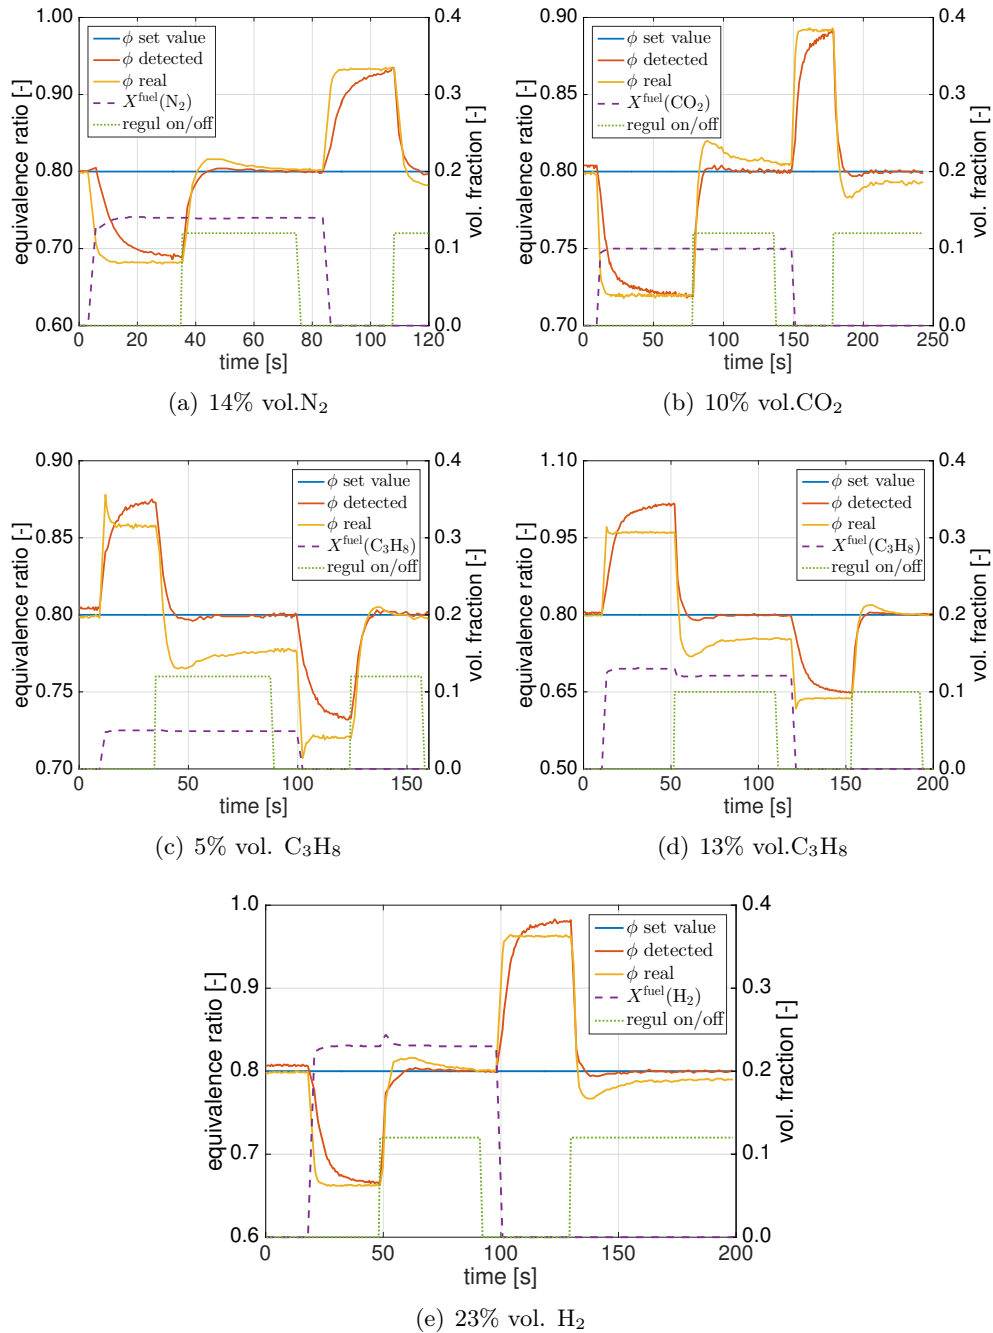 1.00
0.90
0.80
0.70
0.60
equivalence ratio [-]
ϕ set value
ϕ detected
ϕ real
X^fuel(N₂)
regul on/off
0.4
0.3
0.2
0.1
0.0
vol. fraction [-]
0 20 40 60 80 100 120
time [s]
(a) 14% vol.N₂
0.90
0.85
0.80
0.75
0.70
equivalence ratio [-]
ϕ set value
ϕ detected
ϕ real
X^fuel(CO₂)
regul on/off
0.4
0.3
0.2
0.1
0.0
vol. fraction [-]
0 50 100 150 200 250
time [s]
(b) 10% vol.CO₂
0.90
0.85
0.80
0.75
0.70
equivalence ratio [-]
ϕ set value
ϕ detected
ϕ real
X^fuel(C₃H₈)
regul on/off
0.4
0.3
0.2
0.1
0.0
vol. fraction [-]
0 50 100 150
time [s]
(c) 5% vol. C₃H₈
1.10
0.95
0.80
0.65
0.50
equivalence ratio [-]
ϕ set value
ϕ detected
ϕ real
X^fuel(C₃H₈)
regul on/off
0.4
0.3
0.2
0.1
0.0
vol. fraction [-]
0 50 100 150 200
time [s]
(d) 13% vol.C₃H₈
1.0
0.9
0.8
0.7
0.6
equivalence ratio [-]
ϕ set value
ϕ detected
ϕ real
X^fuel(H₂)
regul on/off
0.4
0.3
0.2
0.1
0.0
vol. fraction [-]
0 50 100 150 200
time [s]
(e) 23% vol. H₂